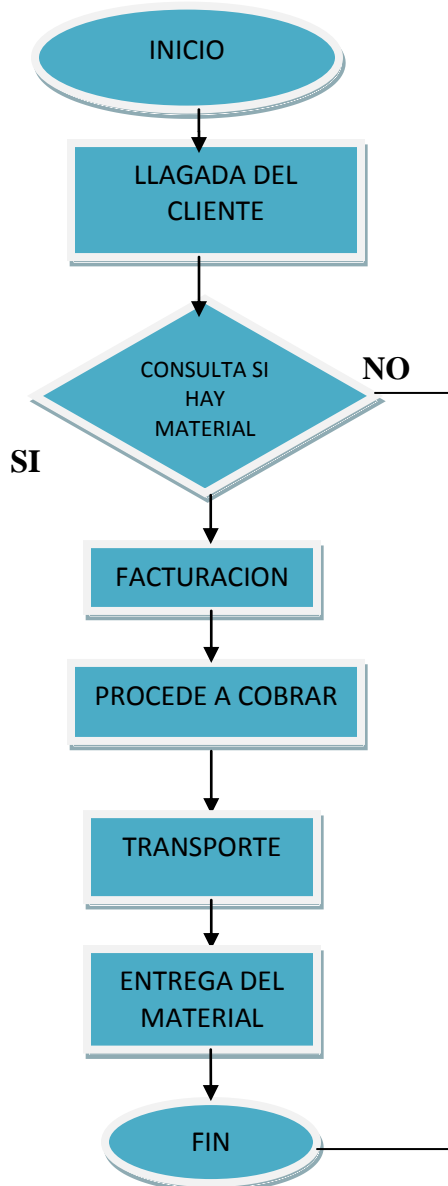 INICIO
LLAGADA DEL
CLIENTE
CONSULTA SI
HAY
MATERIAL
NO
SI
FACTURACION
PROCEDE A COBRAR
TRANSPORTE
ENTREGA DEL
MATERIAL
FIN